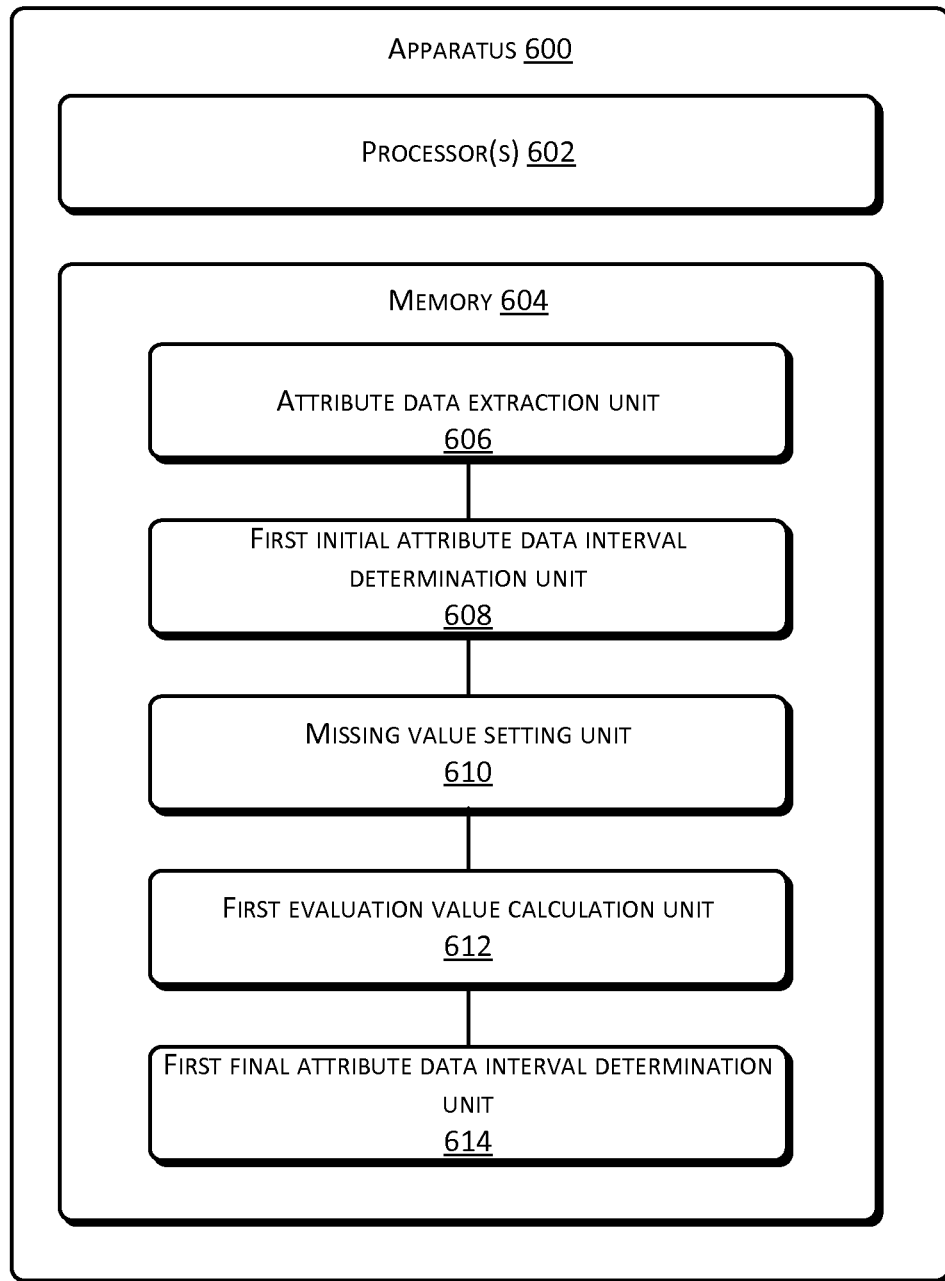 APPARATUS 600
PROCESSOR(S) 602
MEMORY 604
ATTRIBUTE DATA EXTRACTION UNIT
606
FIRST INITIAL ATTRIBUTE DATA INTERVAL
DETERMINATION UNIT
608
MISSING VALUE SETTING UNIT
610
FIRST EVALUATION VALUE CALCULATION UNIT
612
FIRST FINAL ATTRIBUTE DATA INTERVAL DETERMINATION
UNIT
614